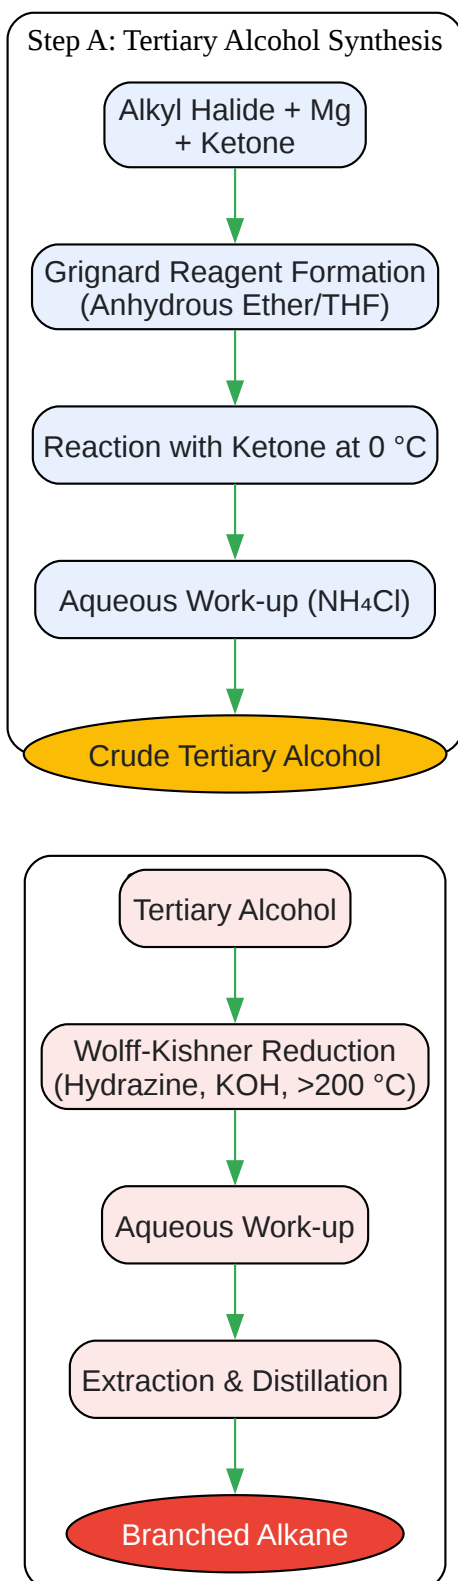 Step A: Tertiary Alcohol Synthesis
Alkyl Halide + Mg
+ Ketone
Grignard Reagent Formation
(Anhydrous Ether/THF)
Reaction with Ketone at 0 °C
Aqueous Work-up (NH₄Cl)
Crude Tertiary Alcohol
Tertiary Alcohol
Wolff-Kishner Reduction
(Hydrazine, KOH, >200 °C)
Aqueous Work-up
Extraction & Distillation
Branched Alkane